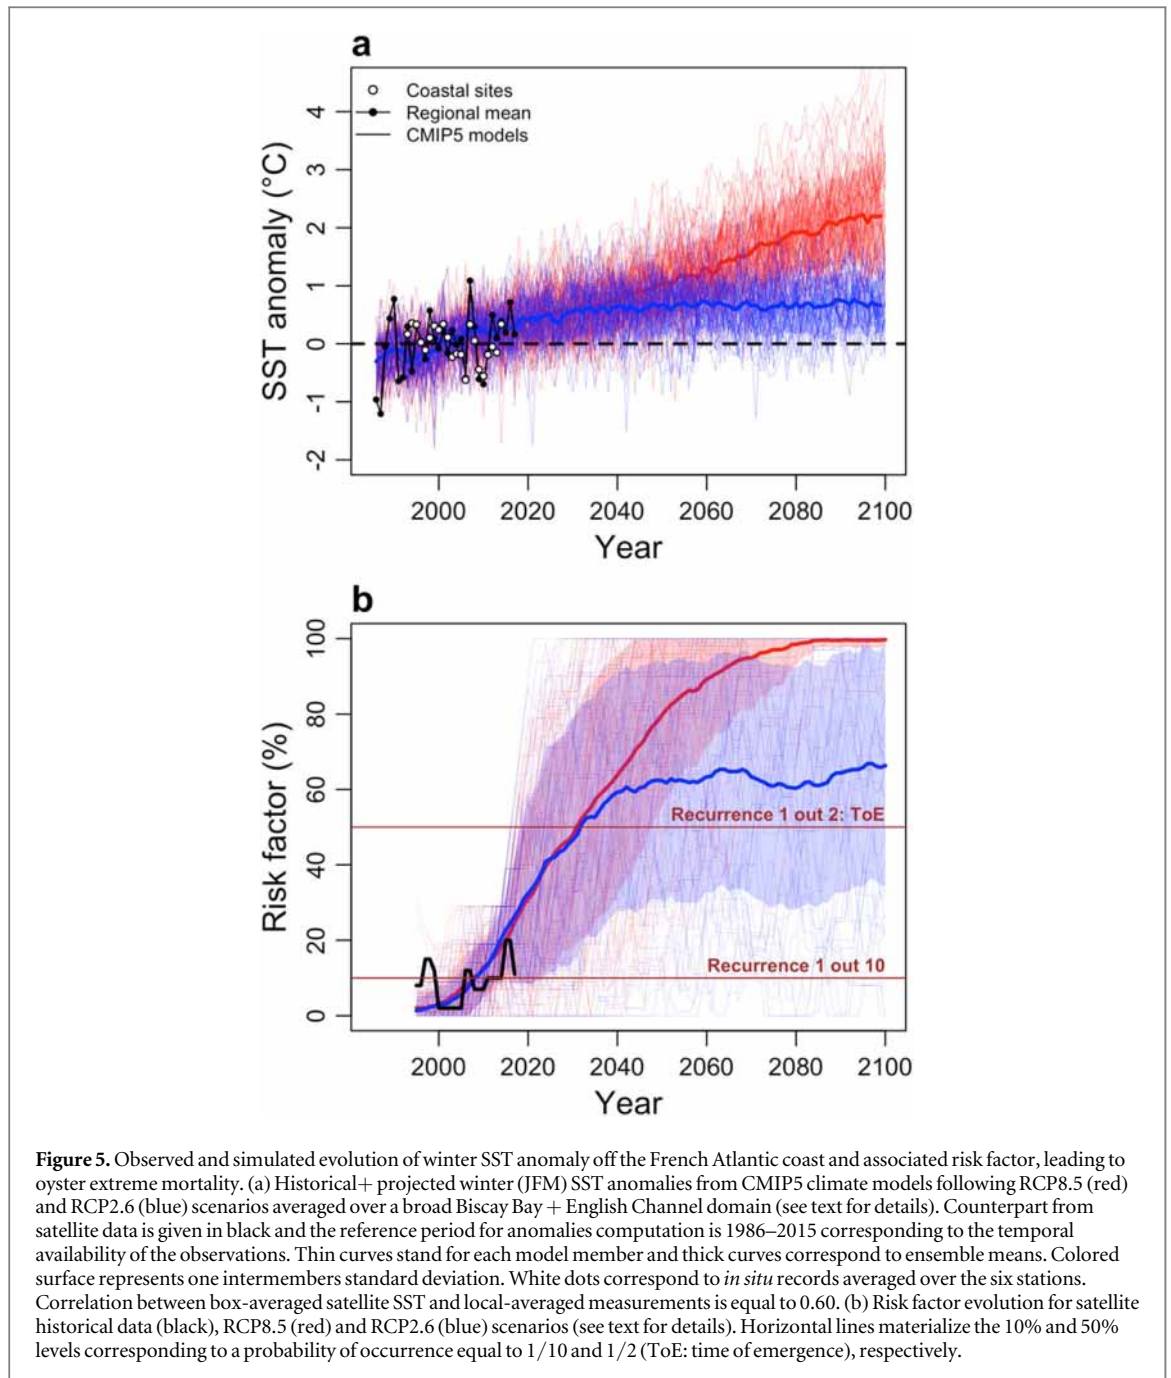 a
Coastal sites
Regional mean
CMIP5 models
SST anomaly (°C)
4
3
2
1
0
-1
-2
2000 2020 2040 2060 2080 2100
Year
b
Risk factor (%)
100
80
60
40
20
0
Recurrence 1 out 2: ToE
Recurrence 1 out 10
2000 2020 2040 2060 2080 2100
Year
Figure 5. Observed and simulated evolution of winter SST anomaly off the French Atlantic coast and associated risk factor, leading to
oyster extreme mortality. (a) Historical+ projected winter (JFM) SST anomalies from CMIP5 climate models following RCP8.5 (red)
and RCP2.6 (blue) scenarios averaged over a broad Biscay Bay + English Channel domain (see text for details). Counterpart from
satellite data is given in black and the reference period for anomalies computation is 1986–2015 corresponding to the temporal
availability of the observations. Thin curves stand for each model member and thick curves correspond to ensemble means. Colored
surface represents one intermembers standard deviation. White dots correspond to in situ records averaged over the six stations.
Correlation between box-averaged satellite SST and local-averaged measurements is equal to 0.60. (b) Risk factor evolution for satellite
historical data (black), RCP8.5 (red) and RCP2.6 (blue) scenarios (see text for details). Horizontal lines materialize the 10% and 50%
levels corresponding to a probability of occurrence equal to 1/10 and 1/2 (ToE: time of emergence), respectively.